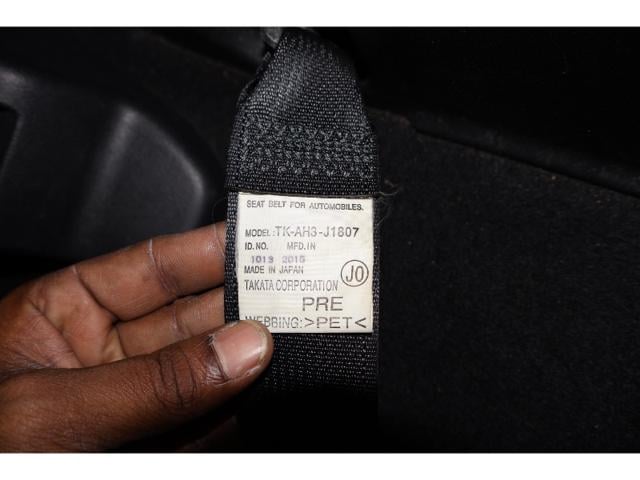 SEAT BELT FOR AUTOMOBILES.
MODEL:TK-AH3-J1807
ID.NO. MFD.IN
1013 2015
MADE IN JAPAN
JO
TAKATA CORPORATION
PRE
WEBBING:>PET<